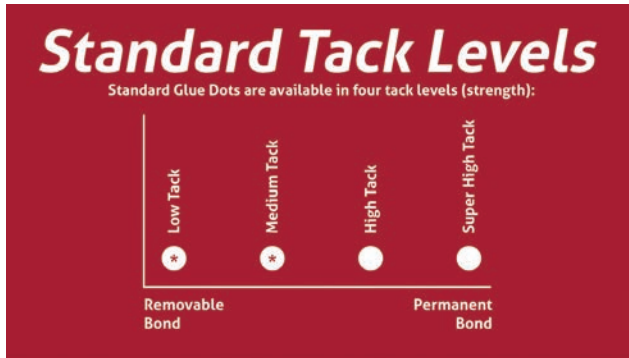 Standard Tack Levels
Standard Glue Dots are available in four tack levels (strength):
Low Tack
Medium Tack
High Tack
Super High Tack
*
*
Removable
Bond
Permanent
Bond